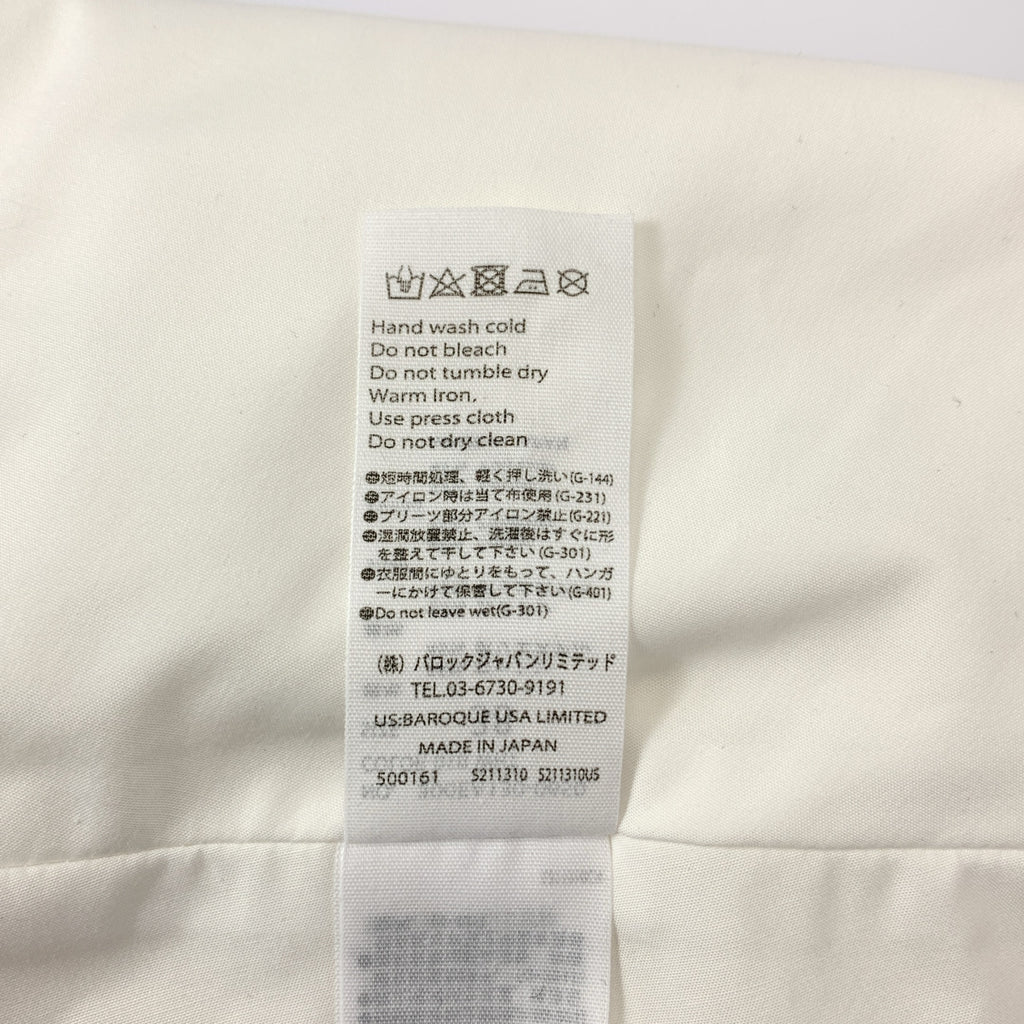 Hand wash cold
Do not bleach
Do not tumble dry
Warm Iron.
Use press cloth
Do not dry clean
●短時間処理、軽く押し洗い(G-144)
●アイロン時は当て布使用(G-231)
●プリーツ部分アイロン禁止(G-221)
●湿潤放置禁止、洗濯後はすぐに形
を整えて干して下さい(G-301)
●衣服間にゆとりをもって、ハンガ
ーにかけて保管して下さい(G-401)
●Do not leave wet(G-301)
(株) バロックジャパンリミテッド
TEL.03-6730-9191
US:BAROQUE USA LIMITED
MADE IN JAPAN
500161 S211310 S211310US